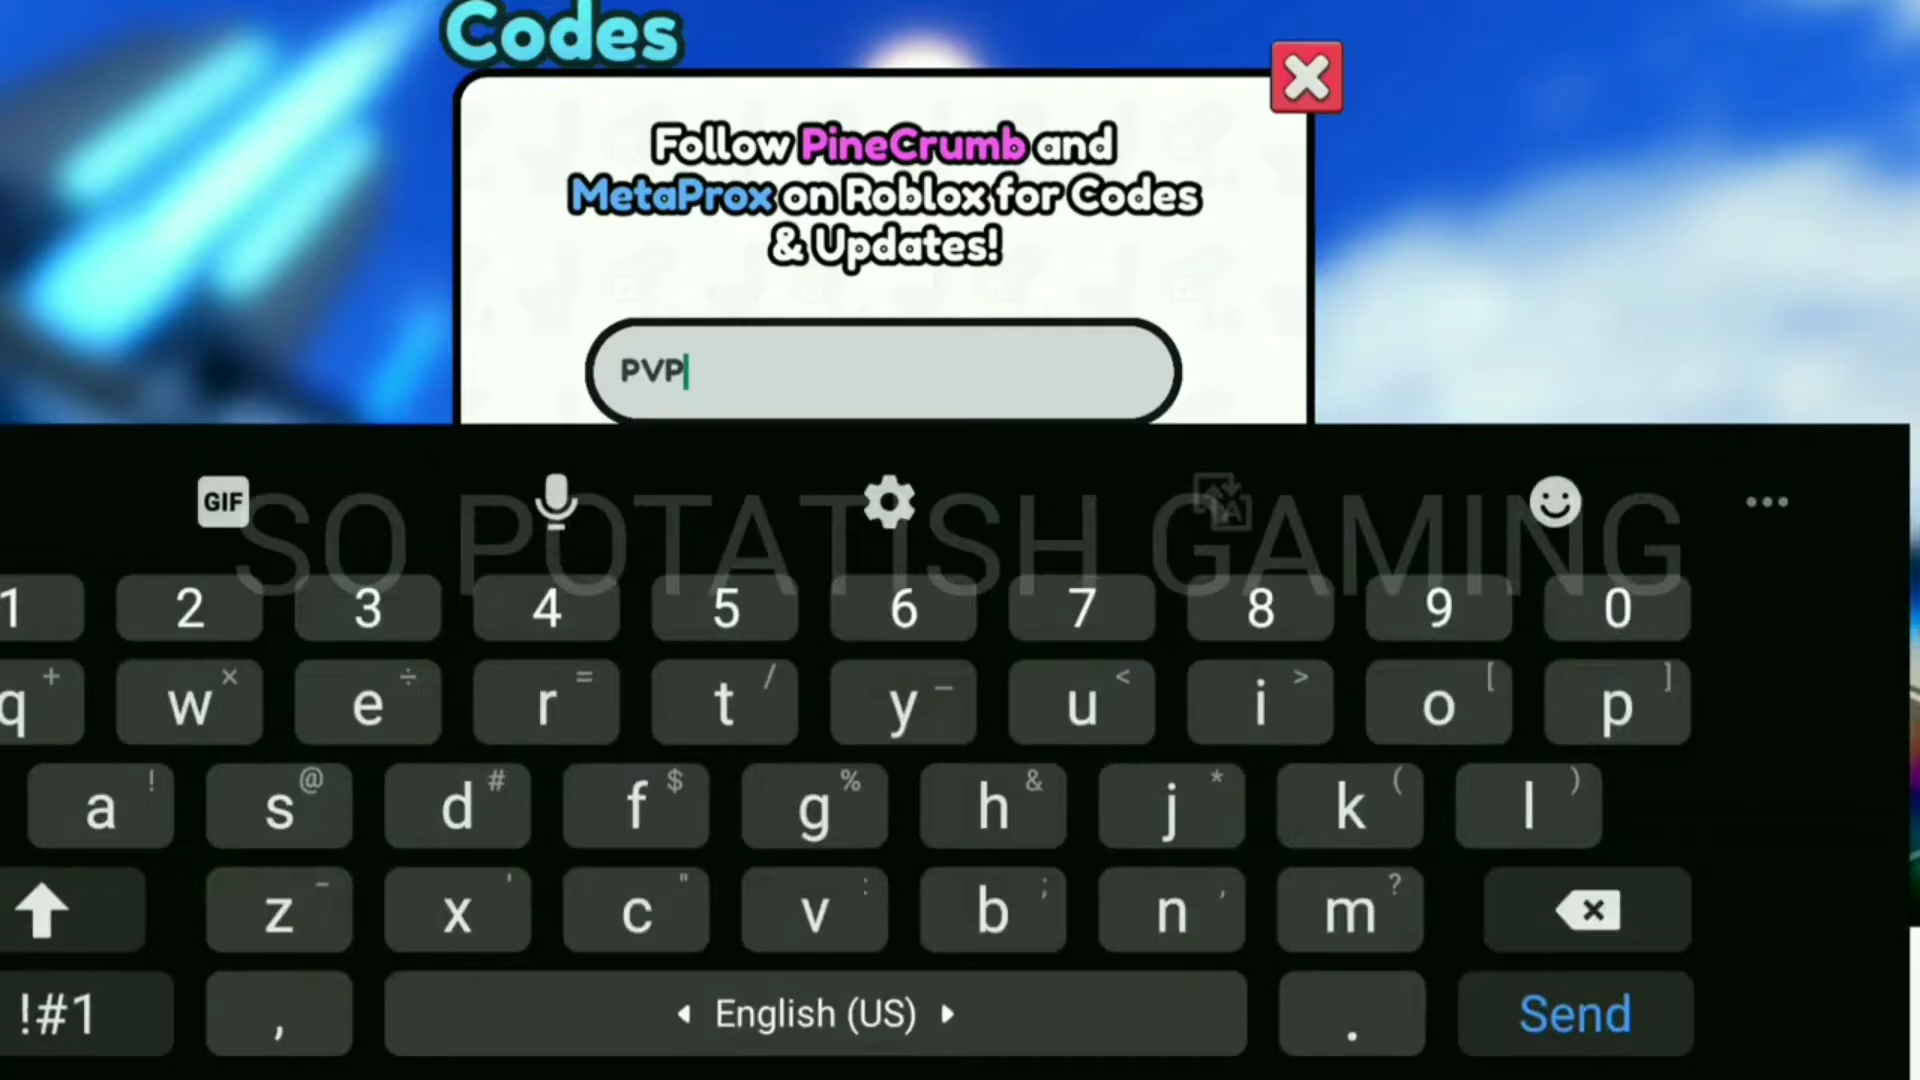 Codes
Follow PineCrumb and
MetaProx on Roblox for Codes
& Updates!
PVP
GIF
SO POTATISH GAMING
1 2 3 4 5 6 7 8 9 0
q + w × e ÷ r = t / y _ u < i > o [ p ]
a ! s @ d # f $ g % h & j * k ( l )
z - x ' c " v : b ; n , m ?
!#1 , English (US) . Send